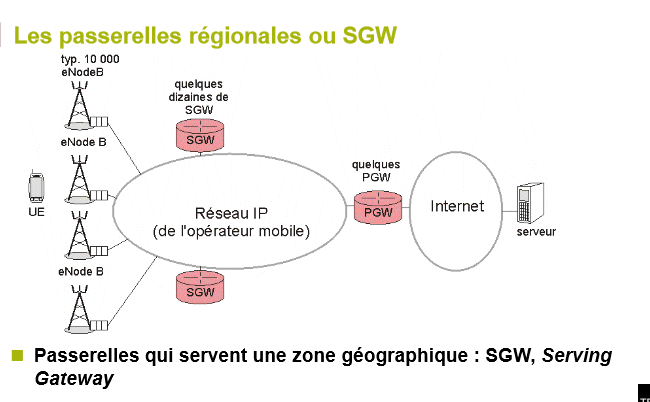 Les passerelles régionales ou SGW
typ. 10 000
eNodeB
quelques
dizaines de
SGW
SGW
eNode B
UE
quelques
PGW
PGW
Réseau IP
(de l'opérateur mobile)
Internet
serveur
eNode B
SGW
Passerelles qui servent une zone géographique : SGW, Serving
Gateway